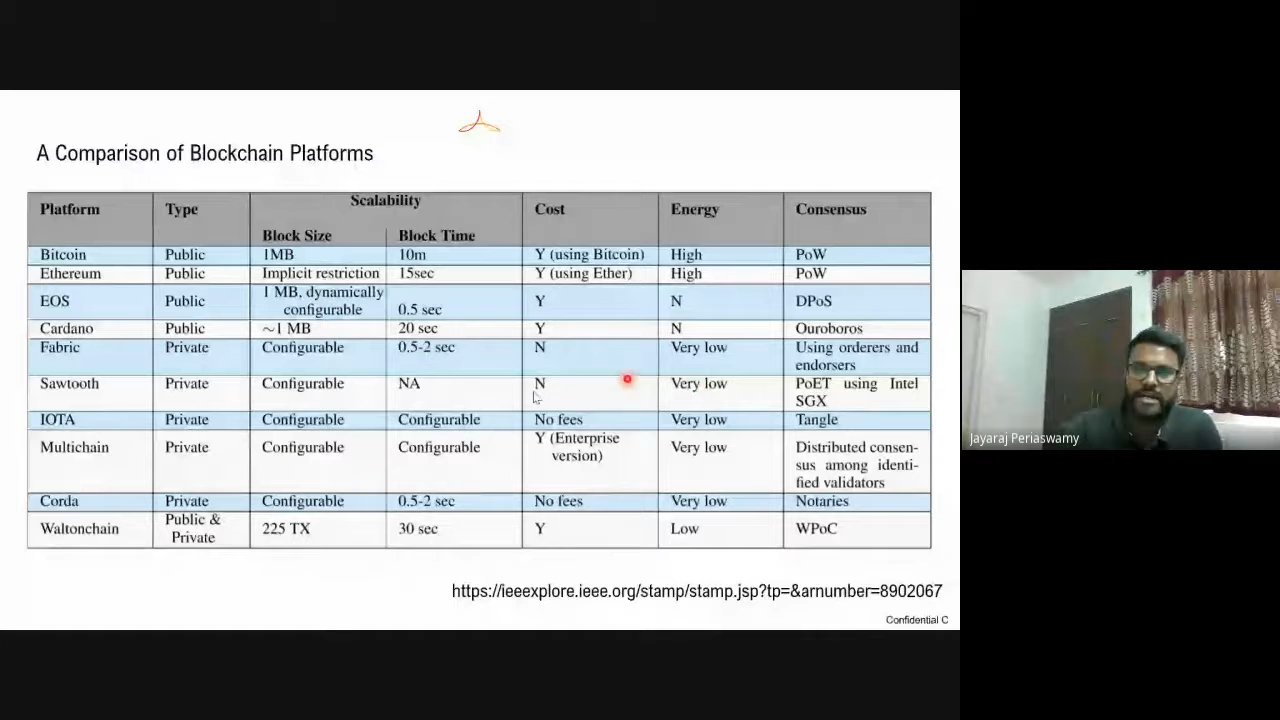 A Comparison of Blockchain Platforms
Platform Type Scalability Cost Energy Consensus
Block Size Block Time
Bitcoin Public 1MB 10m Y (using Bitcoin) High PoW
Ethereum Public Implicit restriction 15sec Y (using Ether) High PoW
EOS Public 1 MB, dynamically configurable 0.5 sec Y N DPoS
Cardano Public ~1 MB 20 sec Y N Ouroboros
Fabric Private Configurable 0.5-2 sec N Very low Using orderers and endorsers
Sawtooth Private Configurable NA N Very low PoET using Intel SGX
IOTA Private Configurable Configurable No fees Very low Tangle
Multichain Private Configurable Configurable Y (Enterprise version) Very low Distributed consen-sus among identi-fied validators
Corda Private Configurable 0.5-2 sec No fees Very low Notaries
Waltonchain Public & Private 225 TX 30 sec Y Low WPoC
https://ieeexplore.ieee.org/stamp/stamp.jsp?tp=&arnumber=8902067
Confidential C
Jayaraj Periaswamy